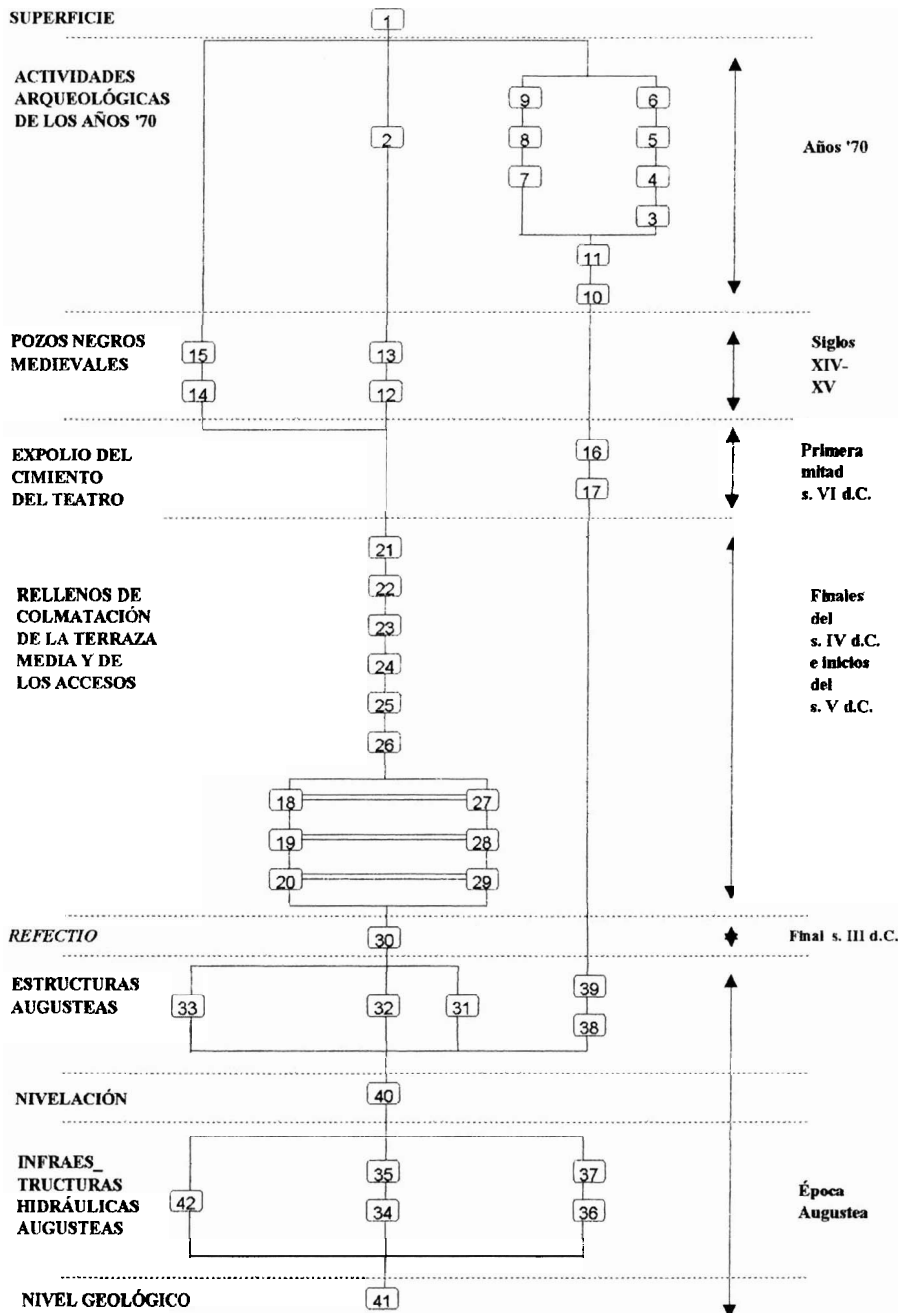 SUPERFICIE
1
ACTIVIDADES
ARQUEOLÓGICAS
DE LOS AÑOS '70
9
6
2
8
5
Años '70
7
4
3
11
10
POZOS NEGROS
MEDIEVALES
15
13
14
12
Siglos
XIV-
XV
EXPOLIO DEL
CIMIENTO
DEL TEATRO
16
17
Primera
mitad
s. VI d.C.
21
22
23
24
25
26
RELLENOS DE
COLMATACIÓN
DE LA TERRAZA
MEDIA Y DE
LOS ACCESOS
Finales
del
s. IV d.C.
e inicios
del
s. V d.C.
18
27
19
28
20
29
REFECTIO
30
Final s. III d.C.
ESTRUCTURAS
AUGUSTEAS
33
32
31
39
38
NIVELACIÓN
40
INFRAES_
TRUCTURAS
HIDRÁULICAS
AUGUSTEAS
42
35
37
34
36
Época
Augustea
NIVEL GEOLÓGICO
41